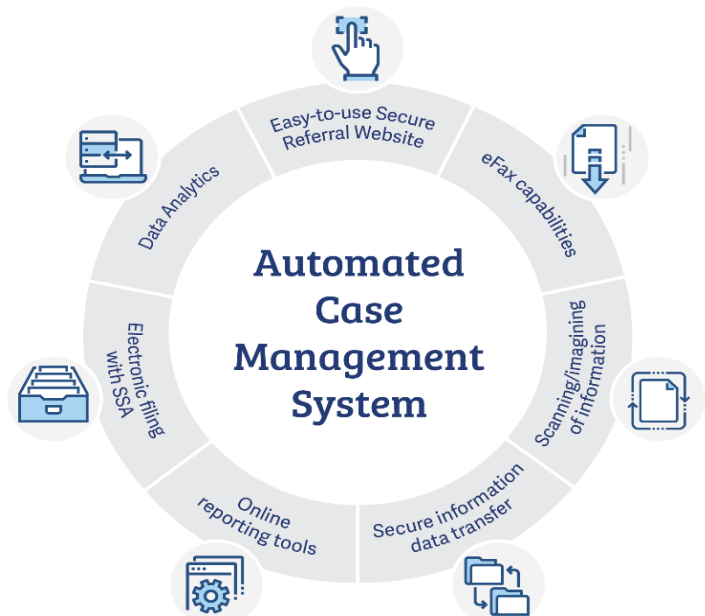 Easy-to-use Secure
Referral Website
eFax capabilities
Scanning/imagining
of information
Secure information
data transfer
Online
reporting tools
Electronic filing
with SSA
Data Analytics
Automated
Case
Management
System